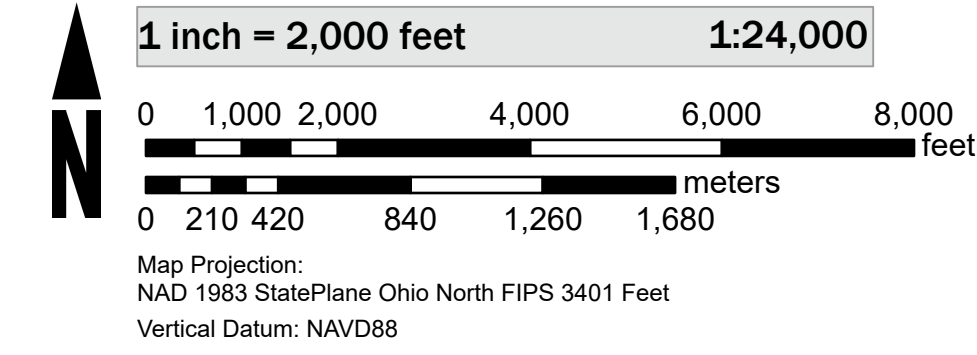 N
1 inch = 2,000 feet 1:24,000
0 1,000 2,000 4,000 6,000 8,000
feet
meters
0 210 420 840 1,260 1,680
Map Projection:
NAD 1983 StatePlane Ohio North FIPS 3401 Feet
Vertical Datum: NAVD88